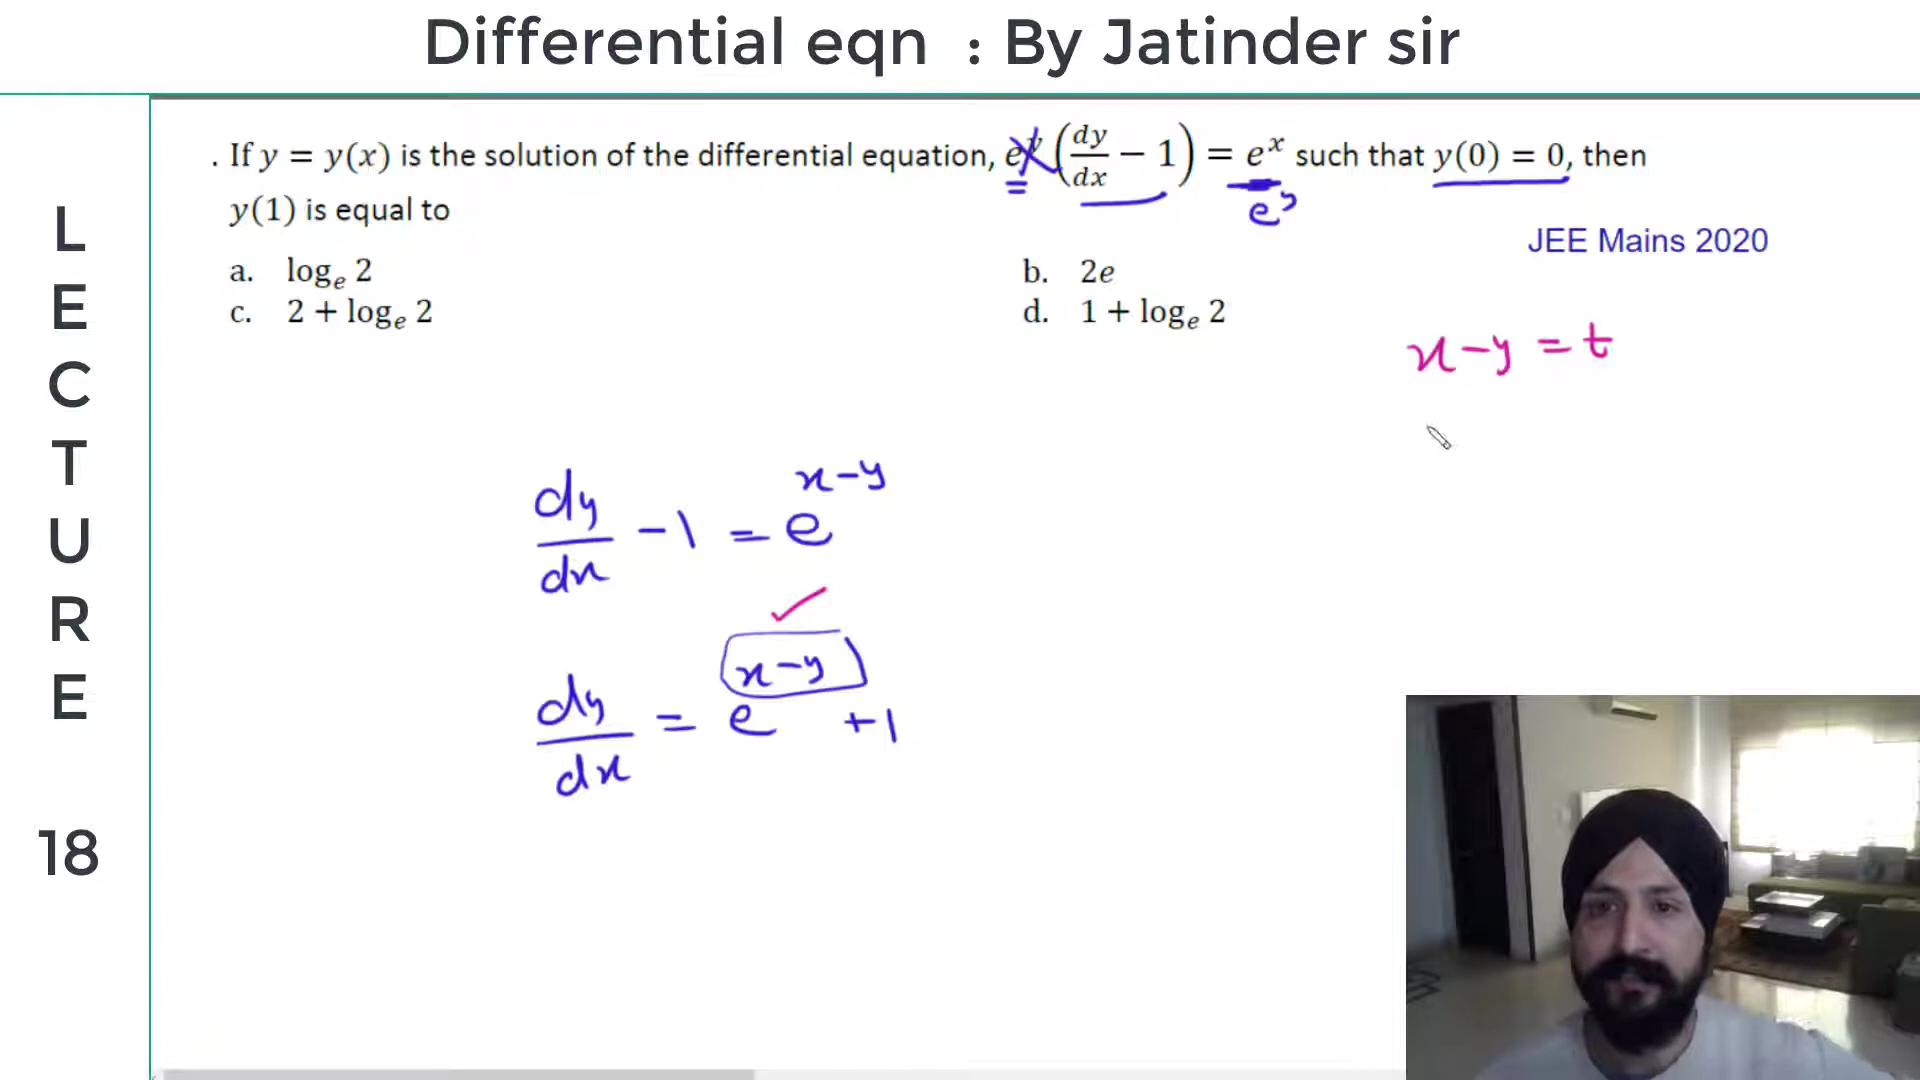 Differential eqn : By Jatinder sir
LECTURE
18
. If y = y(x) is the solution of the differential equation, e^y (dy/dx − 1) = e^x such that y(0) = 0, then
e^y
y(1) is equal to
JEE Mains 2020
a. log_e 2
b. 2e
c. 2 + log_e 2
d. 1 + log_e 2
x − y = t
dy/dx − 1 = e^(x−y)
dy/dx = e^(x−y) + 1